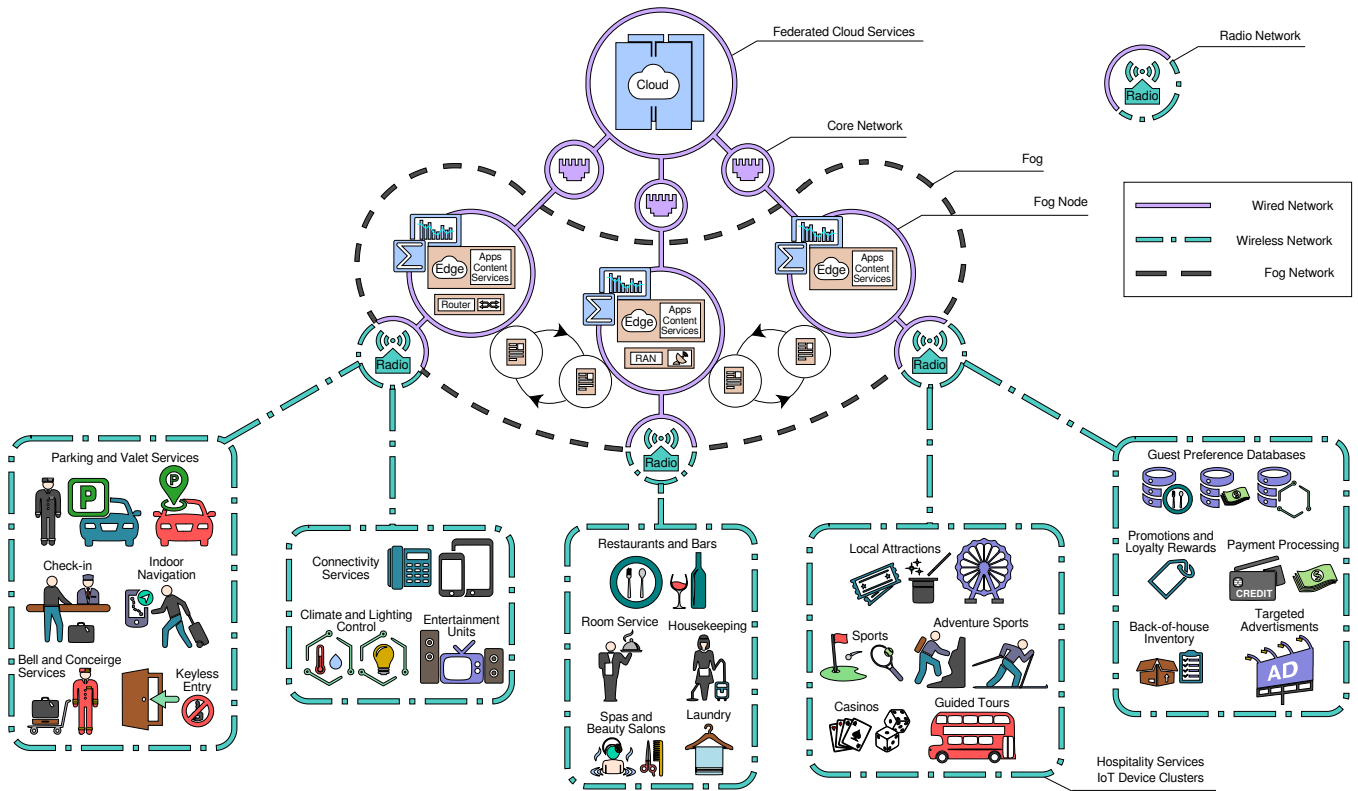 Federated Cloud Services
Cloud
Radio Network
Radio
Core Network
Fog
Fog Node
Wired Network
Wireless Network
Fog Network
Edge
Apps
Content
Services
Router
Edge
Apps
Content
Services
RAN
Edge
Apps
Content
Services
Radio
Radio
Radio
Parking and Valet Services
P
P
Check-in
Indoor
Navigation
Bell and Conceirge
Services
Keyless
Entry
Connectivity
Services
Climate and Lighting
Control
Entertainment
Units
Restaurants and Bars
Room Service
Housekeeping
Spas and
Beauty Salons
Laundry
Local Attractions
Sports
Adventure Sports
Casinos
Guided Tours
Guest Preference Databases
Promotions and
Loyalty Rewards
Payment Processing
CREDIT
Back-of-house
Inventory
Targeted
Advertisments
AD
Hospitality Services
IoT Device Clusters